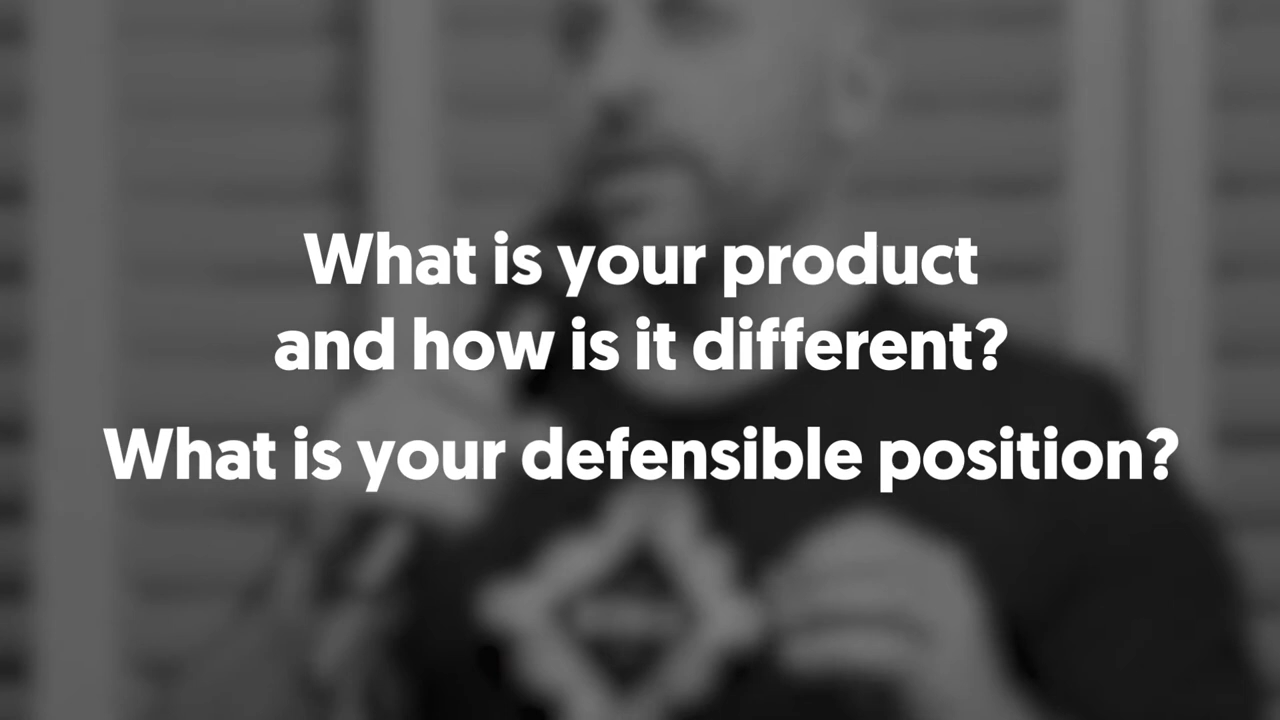 What is your product
and how is it different?
What is your defensible position?